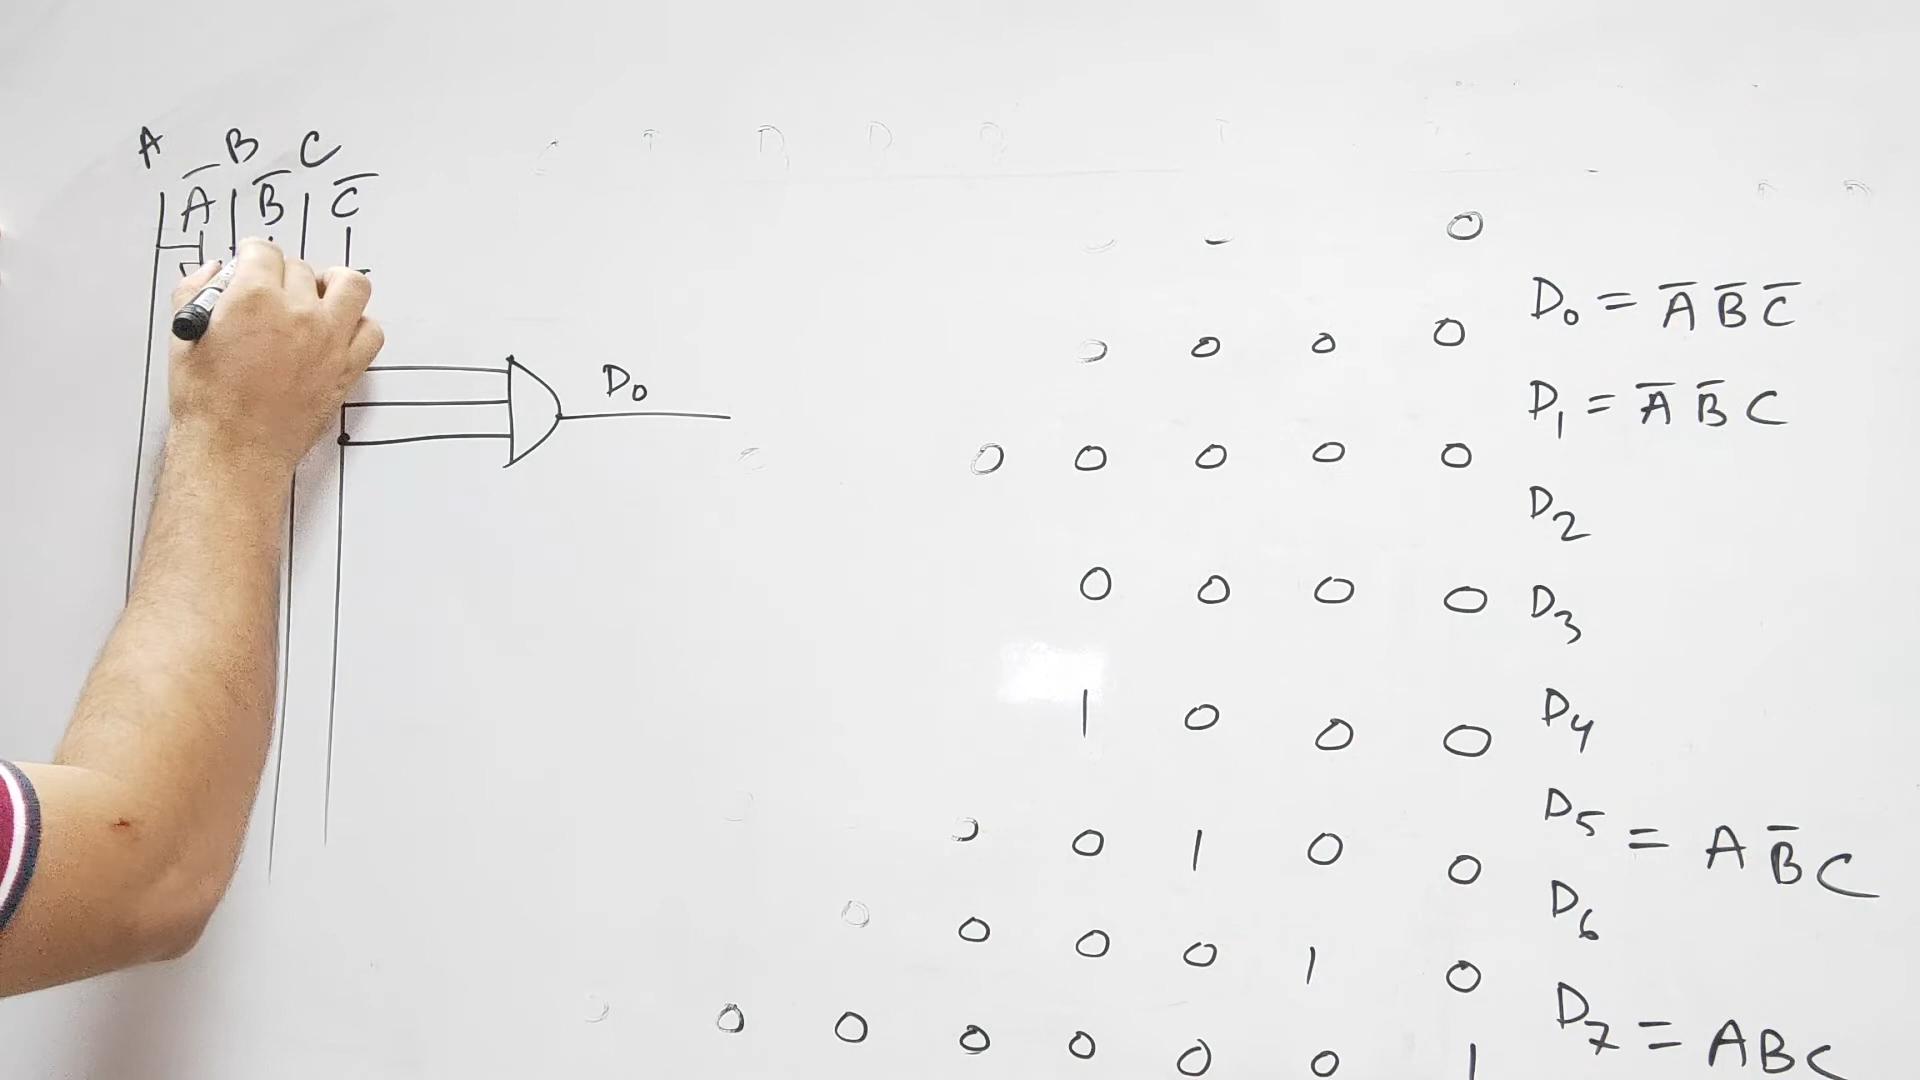 A B C
A̅ B̅ C̅
D₀
0
0 0 0
0 0 0 0 0
0 0 0 0
1 0 0 0
0 1 0 0
0 0 0 1 0
0 0 0 0 0 0 1
D₀ = A̅ B̅ C̅
D₁ = A̅ B̅ C
D₂
D₃
D₄
D₅ = A B̅ C
D₆
D₇ = A B C